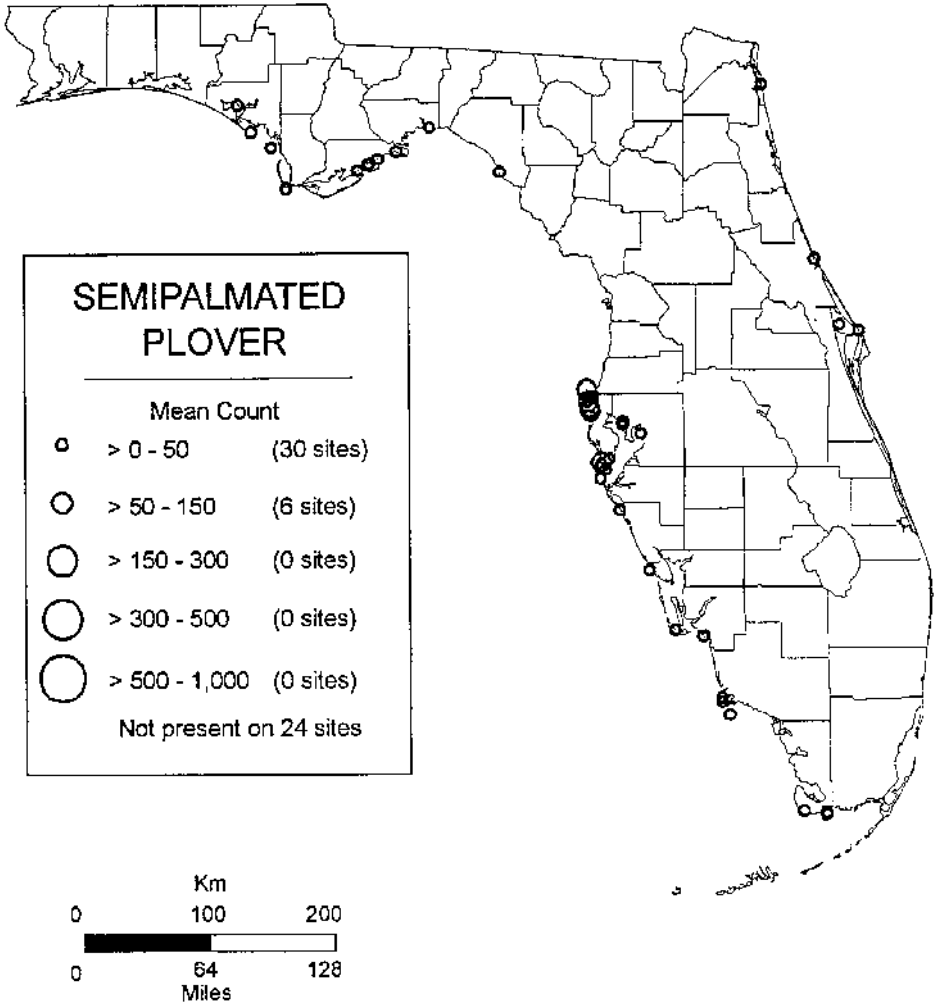 SEMIPALMATED
PLOVER
Mean Count
> 0 - 50 (30 sites)
> 50 - 150 (6 sites)
> 150 - 300 (0 sites)
> 300 - 500 (0 sites)
> 500 - 1,000 (0 sites)
Not present on 24 sites
Km
0 100 200
0 64 128
Miles